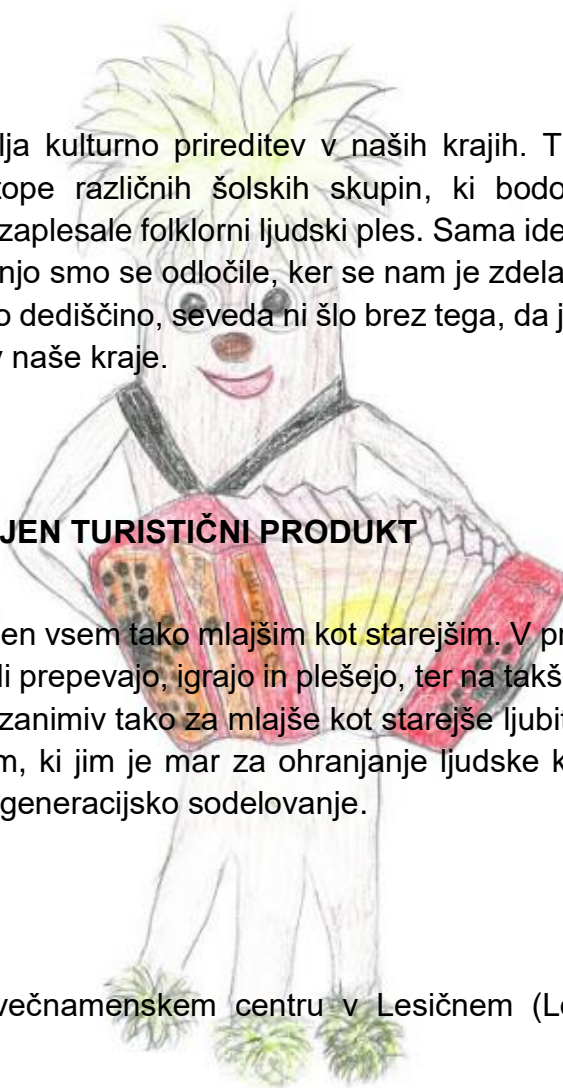 lja kulturno prireditev v naših krajih. T
tope različnih šolskih skupin, ki bodo
zaplesale folklorni ljudski ples. Sama ide
njo smo se odločile, ker se nam je zdela
o dediščino, seveda ni šlo brez tega, da j
v naše kraje.
JEN TURISTIČNI PRODUKT
en vsem tako mlajšim kot starejšim. V pr
li prepevajo, igrajo in plešejo, ter na takš
zanimiv tako za mlajše kot starejše ljubit
m, ki jim je mar za ohranjanje ljudske k
generacijsko sodelovanje.
večnamenskem centru v Lesičnem (Le